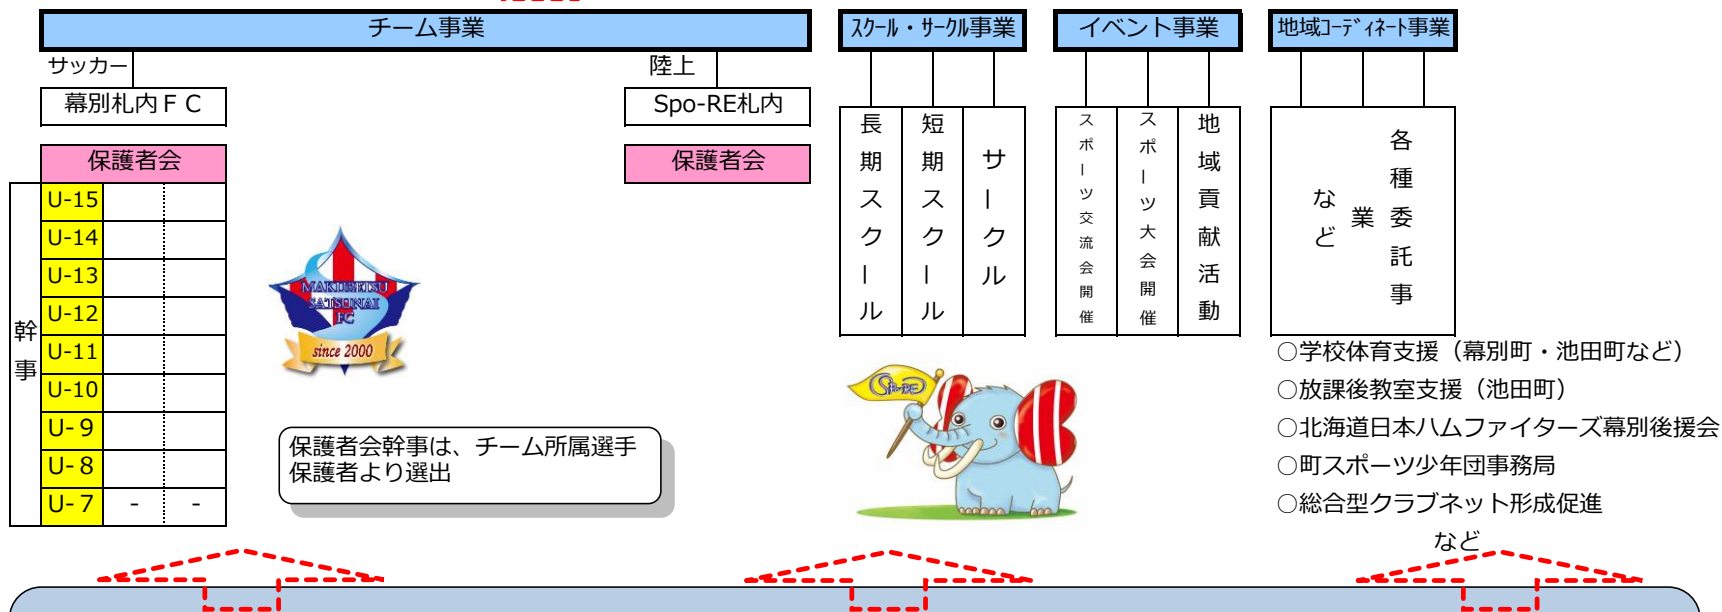 チーム事業
サッカー
幕別札内ＦＣ
陸上
Spo-RE札内
保護者会
保護者会
幹事
U-15
U-14
U-13
U-12
U-11
U-10
U- 9
U- 8
U- 7 - -
MAKUBETSU
SATSUNAI
FC
since 2000
保護者会幹事は、チーム所属選手
保護者より選出
ｽｸｰﾙ・ｻｰｸﾙ事業
長期スクール
短期スクール
サークル
イベント事業
スポーツ交流会開催
スポーツ大会開催
地域貢献活動
地域ｺｰﾃﾞｨﾈｰﾄ事業
各種委託事
業
など
○学校体育支援（幕別町・池田町など）
○放課後教室支援（池田町）
○北海道日本ハムファイターズ幕別後援会
○町スポーツ少年団事務局
○総合型クラブネット形成促進
など
Spo-RE